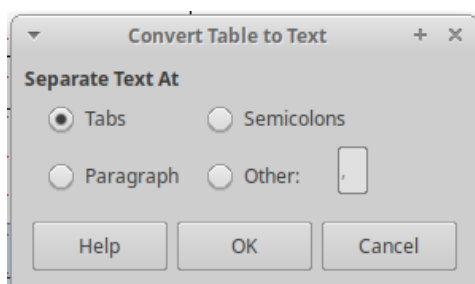 Convert Table to Text
Separate Text At
Tabs Semicolons
Paragraph Other: ,
Help OK Cancel